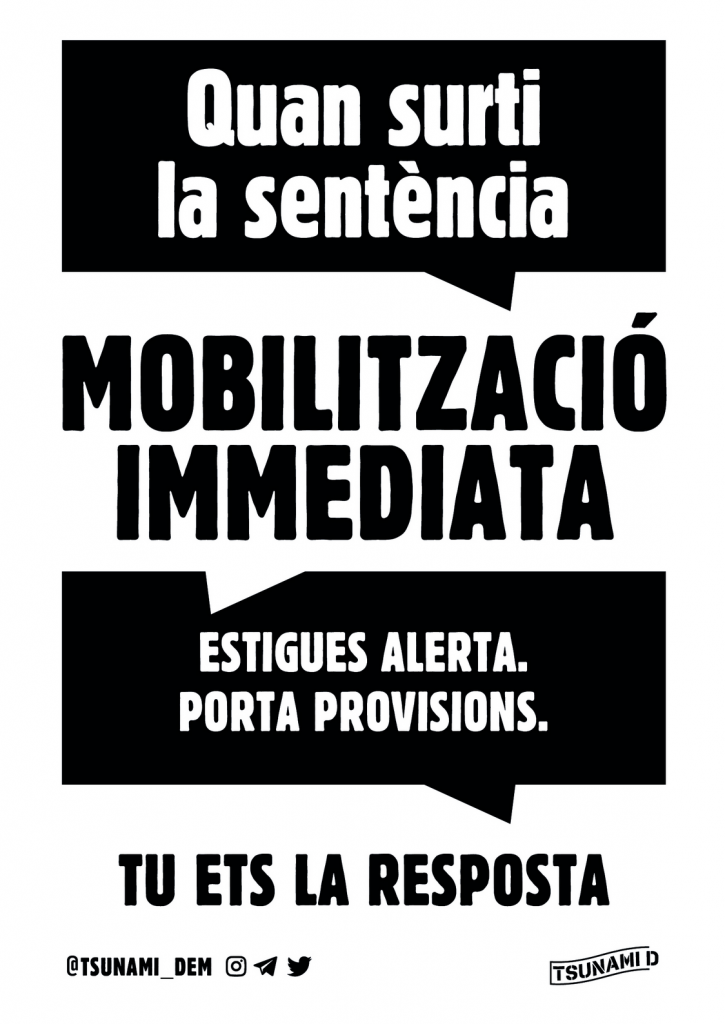 Quan surti
la sentència
MOBILITZACIÓ
IMMEDIATA
ESTIGUES ALERTA.
PORTA PROVISIONS.
TU ETS LA RESPOSTA
@TSUNAMI_DEM
TSUNAMI D